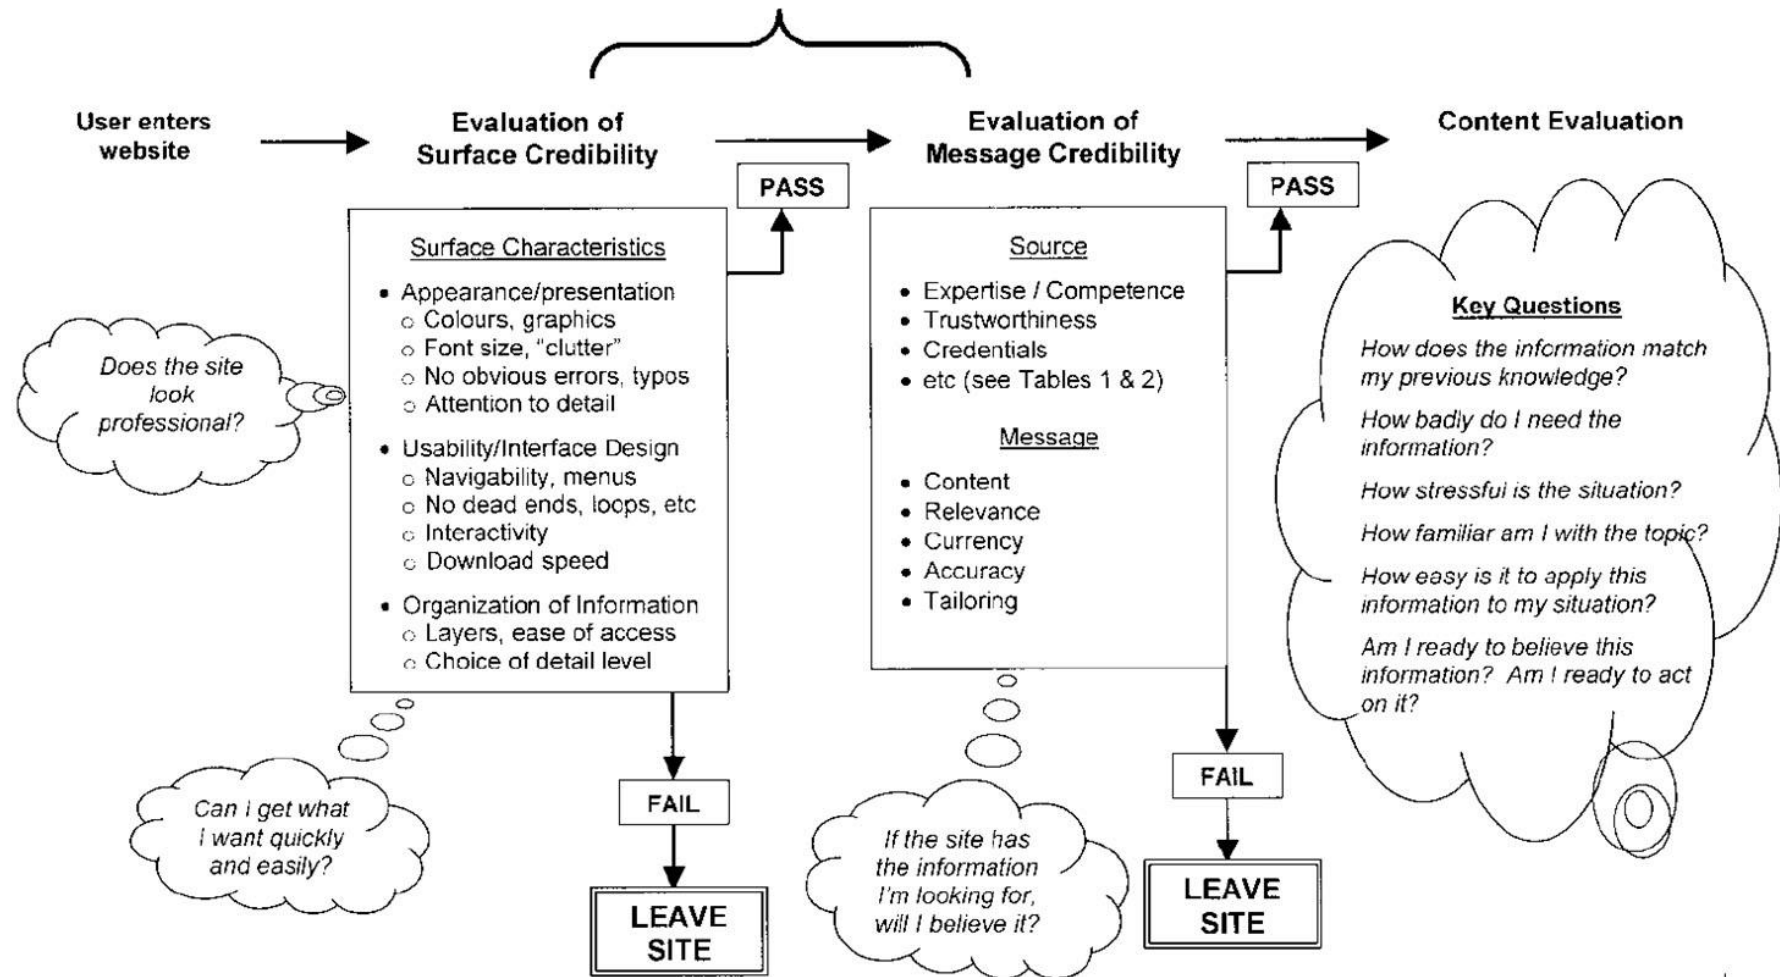 User enters
website
Evaluation of
Surface Credibility
PASS
Evaluation of
Message Credibility
PASS
Content Evaluation
Surface Characteristics
• Appearance/presentation
○ Colours, graphics
○ Font size, “clutter”
○ No obvious errors, typos
○ Attention to detail
• Usability/Interface Design
○ Navigability, menus
○ No dead ends, loops, etc
○ Interactivity
○ Download speed
• Organization of Information
○ Layers, ease of access
○ Choice of detail level
Does the site
look
professional?
Can I get what
I want quickly
and easily?
FAIL
LEAVE
SITE
Source
• Expertise / Competence
• Trustworthiness
• Credentials
• etc (see Tables 1 & 2)
Message
• Content
• Relevance
• Currency
• Accuracy
• Tailoring
If the site has
the information
I'm looking for,
will I believe it?
FAIL
LEAVE
SITE
Key Questions
How does the information match
my previous knowledge?
How badly do I need the
information?
How stressful is the situation?
How familiar am I with the topic?
How easy is it to apply this
information to my situation?
Am I ready to believe this
information? Am I ready to act
on it?